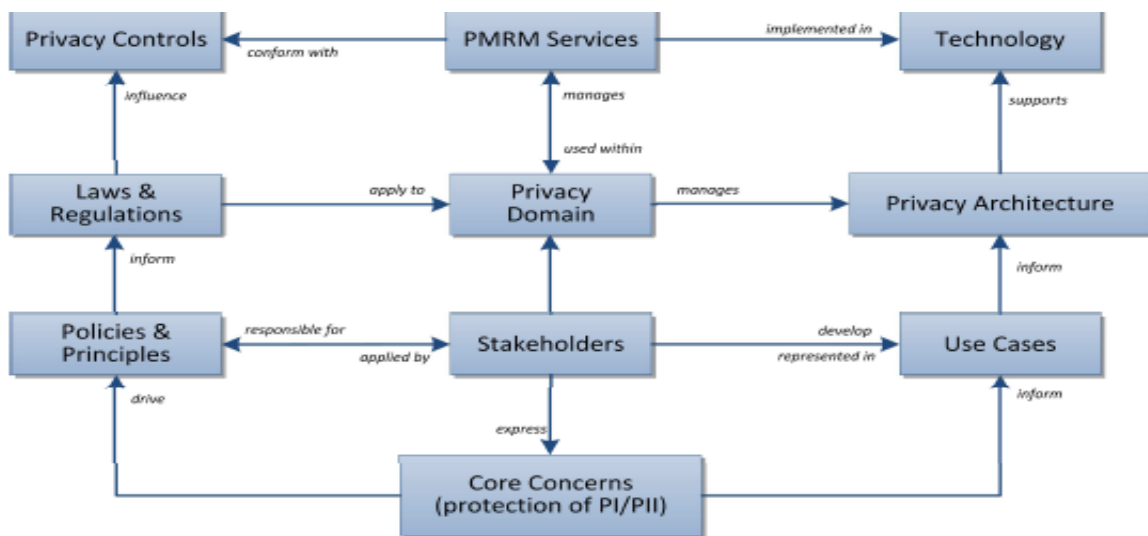 Privacy Controls
conform with
PMRM Services
implemented in
Technology
influence
manages
supports
used within
Laws &
Regulations
apply to
Privacy
Domain
manages
Privacy Architecture
inform
inform
Policies &
Principles
responsible for
applied by
Stakeholders
develop
represented in
Use Cases
drive
express
inform
Core Concerns
(protection of PI/PII)